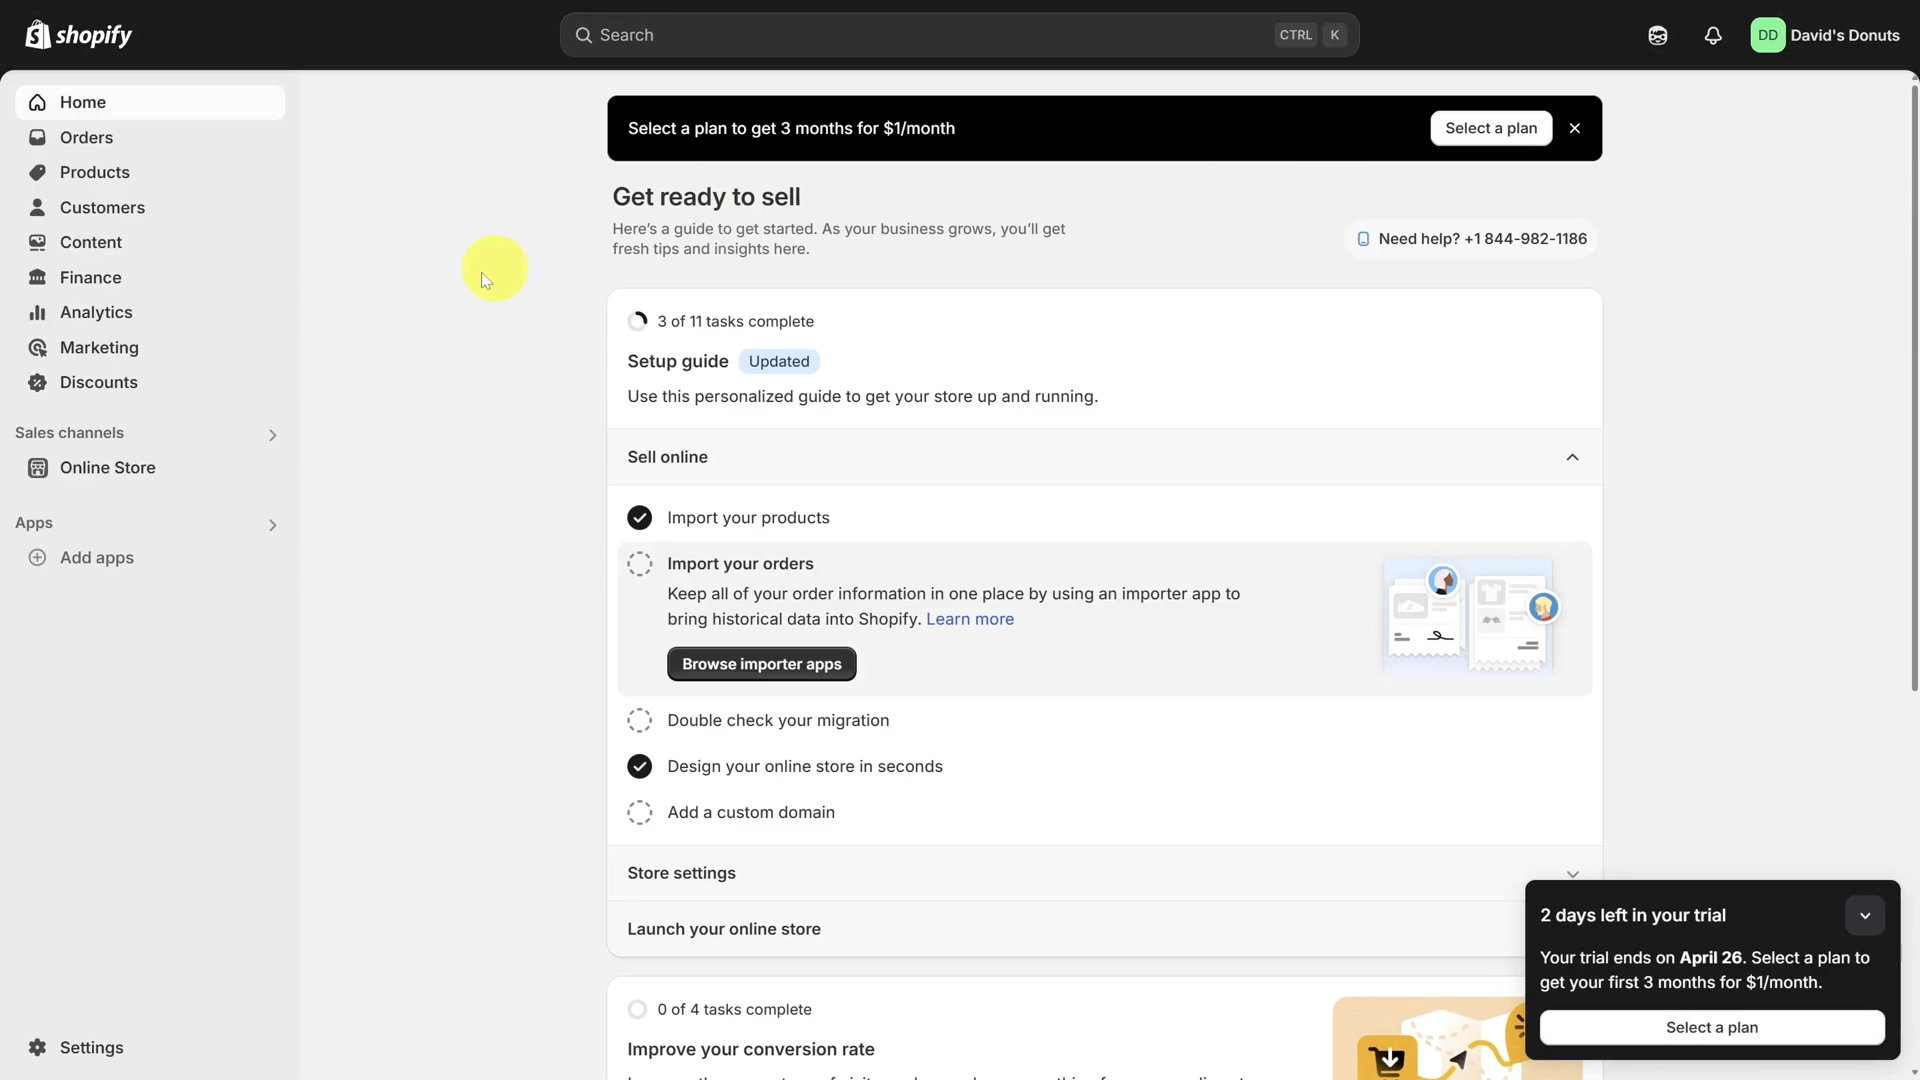 shopify
Search
CTRL K
DD David's Donuts
Home
Orders
Products
Customers
Content
Finance
Analytics
Marketing
Discounts
Sales channels
Online Store
Apps
Add apps
Settings
Select a plan to get 3 months for $1/month
Select a plan
Get ready to sell
Here's a guide to get started. As your business grows, you'll get
fresh tips and insights here.
Need help? +1 844-982-1186
3 of 11 tasks complete
Setup guide Updated
Use this personalized guide to get your store up and running.
Sell online
Import your products
Import your orders
Keep all of your order information in one place by using an importer app to
bring historical data into Shopify. Learn more
Browse importer apps
Double check your migration
Design your online store in seconds
Add a custom domain
Store settings
Launch your online store
0 of 4 tasks complete
Improve your conversion rate
2 days left in your trial
Your trial ends on April 26. Select a plan to
get your first 3 months for $1/month.
Select a plan